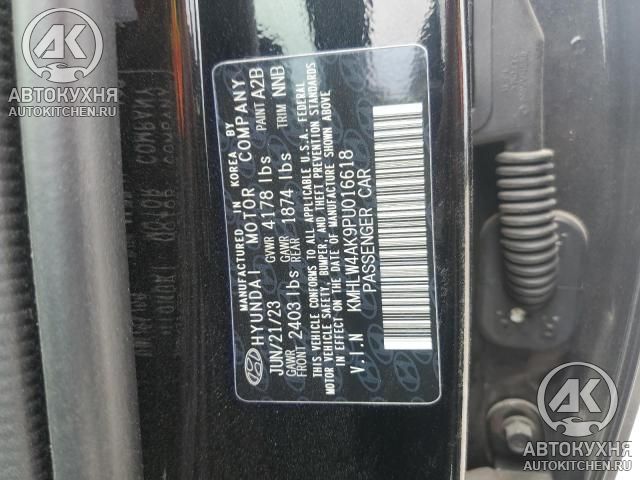 MANUFACTURED IN KOREA BY
HYUNDAI MOTOR COMPANY
JUN/21/23 GVWR 4178 lbs PAINT A2B
GAWR FRONT 2403 lbs GAWR REAR 1874 lbs TRIM NNB
THIS VEHICLE CONFORMS TO ALL APPLICABLE U.S.A. FEDERAL
MOTOR VEHICLE SAFETY, BUMPER, AND THEFT PREVENTION STANDARDS
IN EFFECT ON THE DATE OF MANUFACTURE SHOWN ABOVE
V.I.N KMHLW4AK9PU016618
PASSENGER CAR
АК
АВТОКУХНЯ
AUTOKITCHEN.RU
АК
АВТОКУХНЯ
AUTOKITCHEN.RU